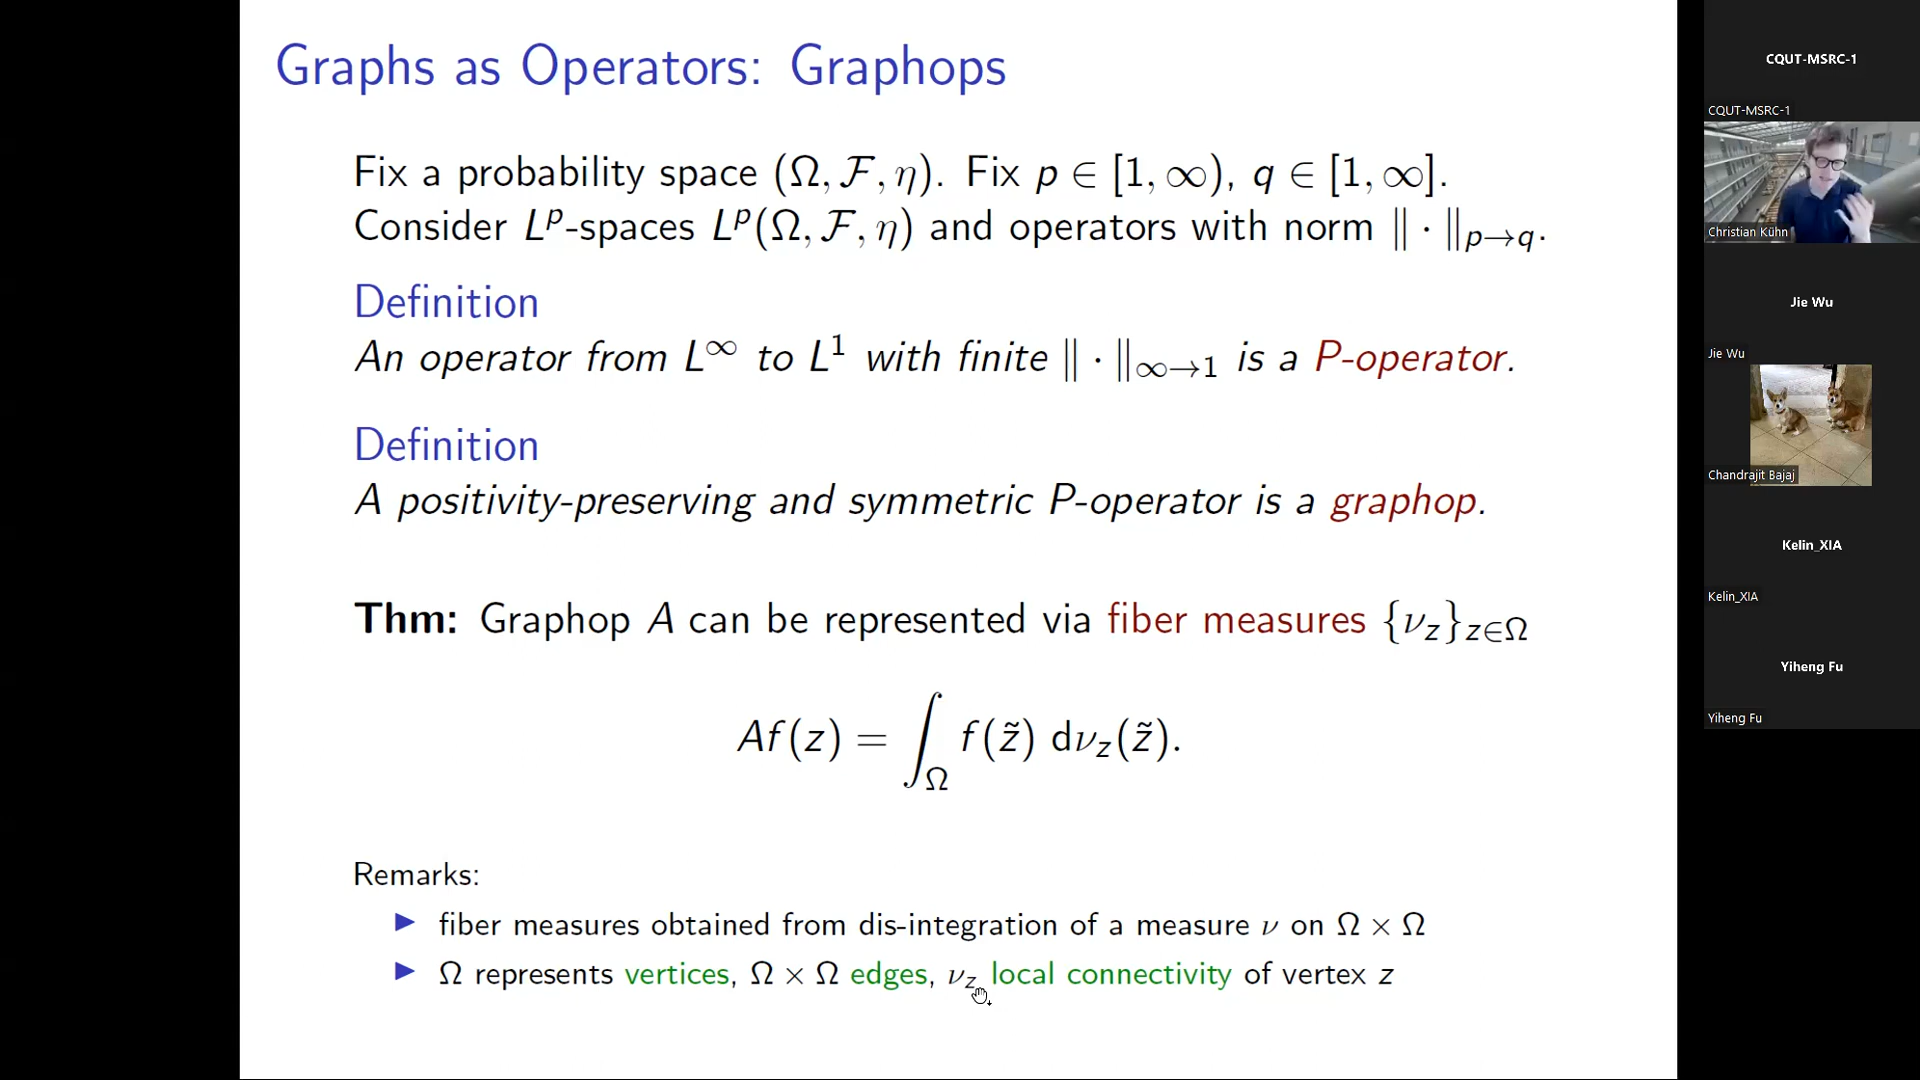 Graphs as Operators: Graphops
Fix a probability space (Ω, ℱ, η). Fix p ∈ [1, ∞), q ∈ [1, ∞].
Consider Lᵖ-spaces Lᵖ(Ω, ℱ, η) and operators with norm ‖ · ‖ₚ→q.
Definition
An operator from L^∞ to L¹ with finite ‖ · ‖_{∞→1} is a P-operator.
Definition
A positivity-preserving and symmetric P-operator is a graphop.
Thm: Graphop A can be represented via fiber measures {ν_z}_{z∈Ω}
Af(z) = ∫_Ω f(z̃) dν_z(z̃).
Remarks:
▶ fiber measures obtained from dis-integration of a measure ν on Ω × Ω
▶ Ω represents vertices, Ω × Ω edges, ν_z local connectivity of vertex z
CQUT-MSRC-1
CQUT-MSRC-1
Christian Kühn
Jie Wu
Jie Wu
Chandrajit Bajaj
Kelin_XIA
Kelin_XIA
Yiheng Fu
Yiheng Fu